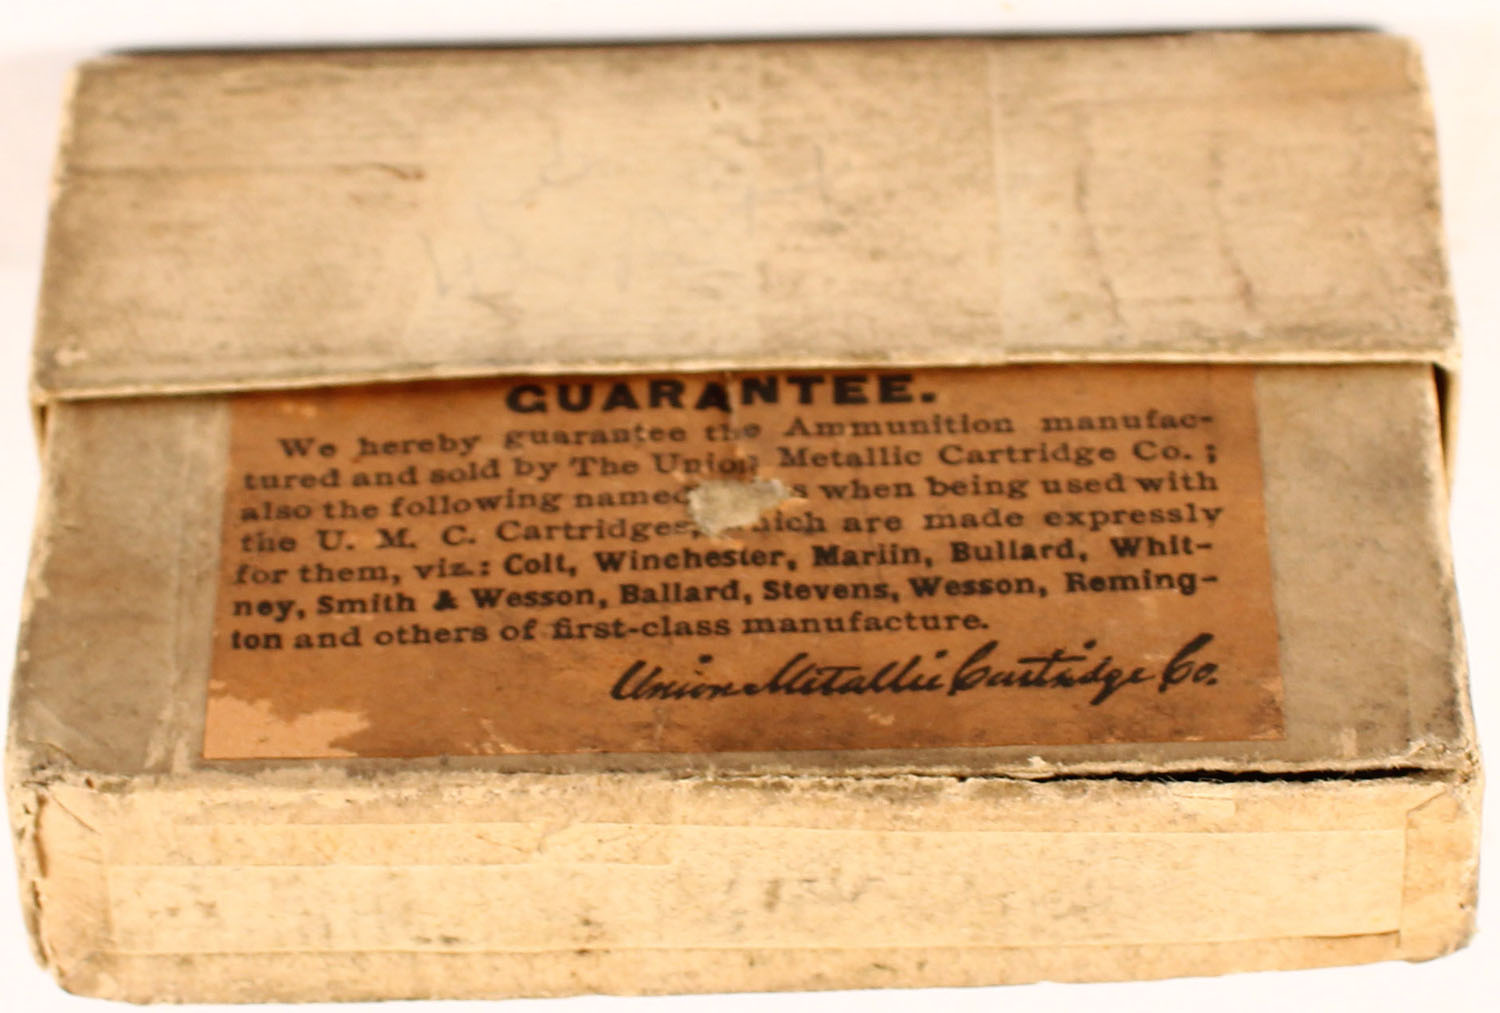 GUARANTEE.
We hereby guarantee the Ammunition manufac-
tured and sold by The Union Metallic Cartridge Co. ;
also the following named when being used with
the U. M. C. Cartridges, which are made expressly
for them, viz.: Colt, Winchester, Marlin, Bullard, Whit-
ney, Smith & Wesson, Ballard, Stevens, Wesson, Reming-
ton and others of first-class manufacture.
Union Metallic Cartridge Co.